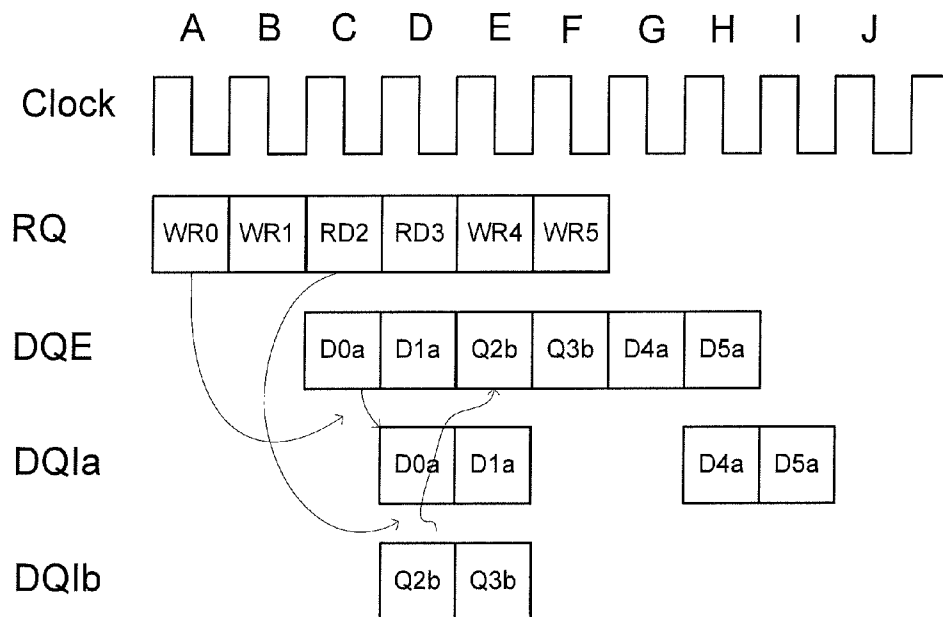 A B C D E F G H I J
Clock
RQ WR0 WR1 RD2 RD3 WR4 WR5
DQE D0a D1a Q2b Q3b D4a D5a
DQIa D0a D1a D4a D5a
DQIb Q2b Q3b